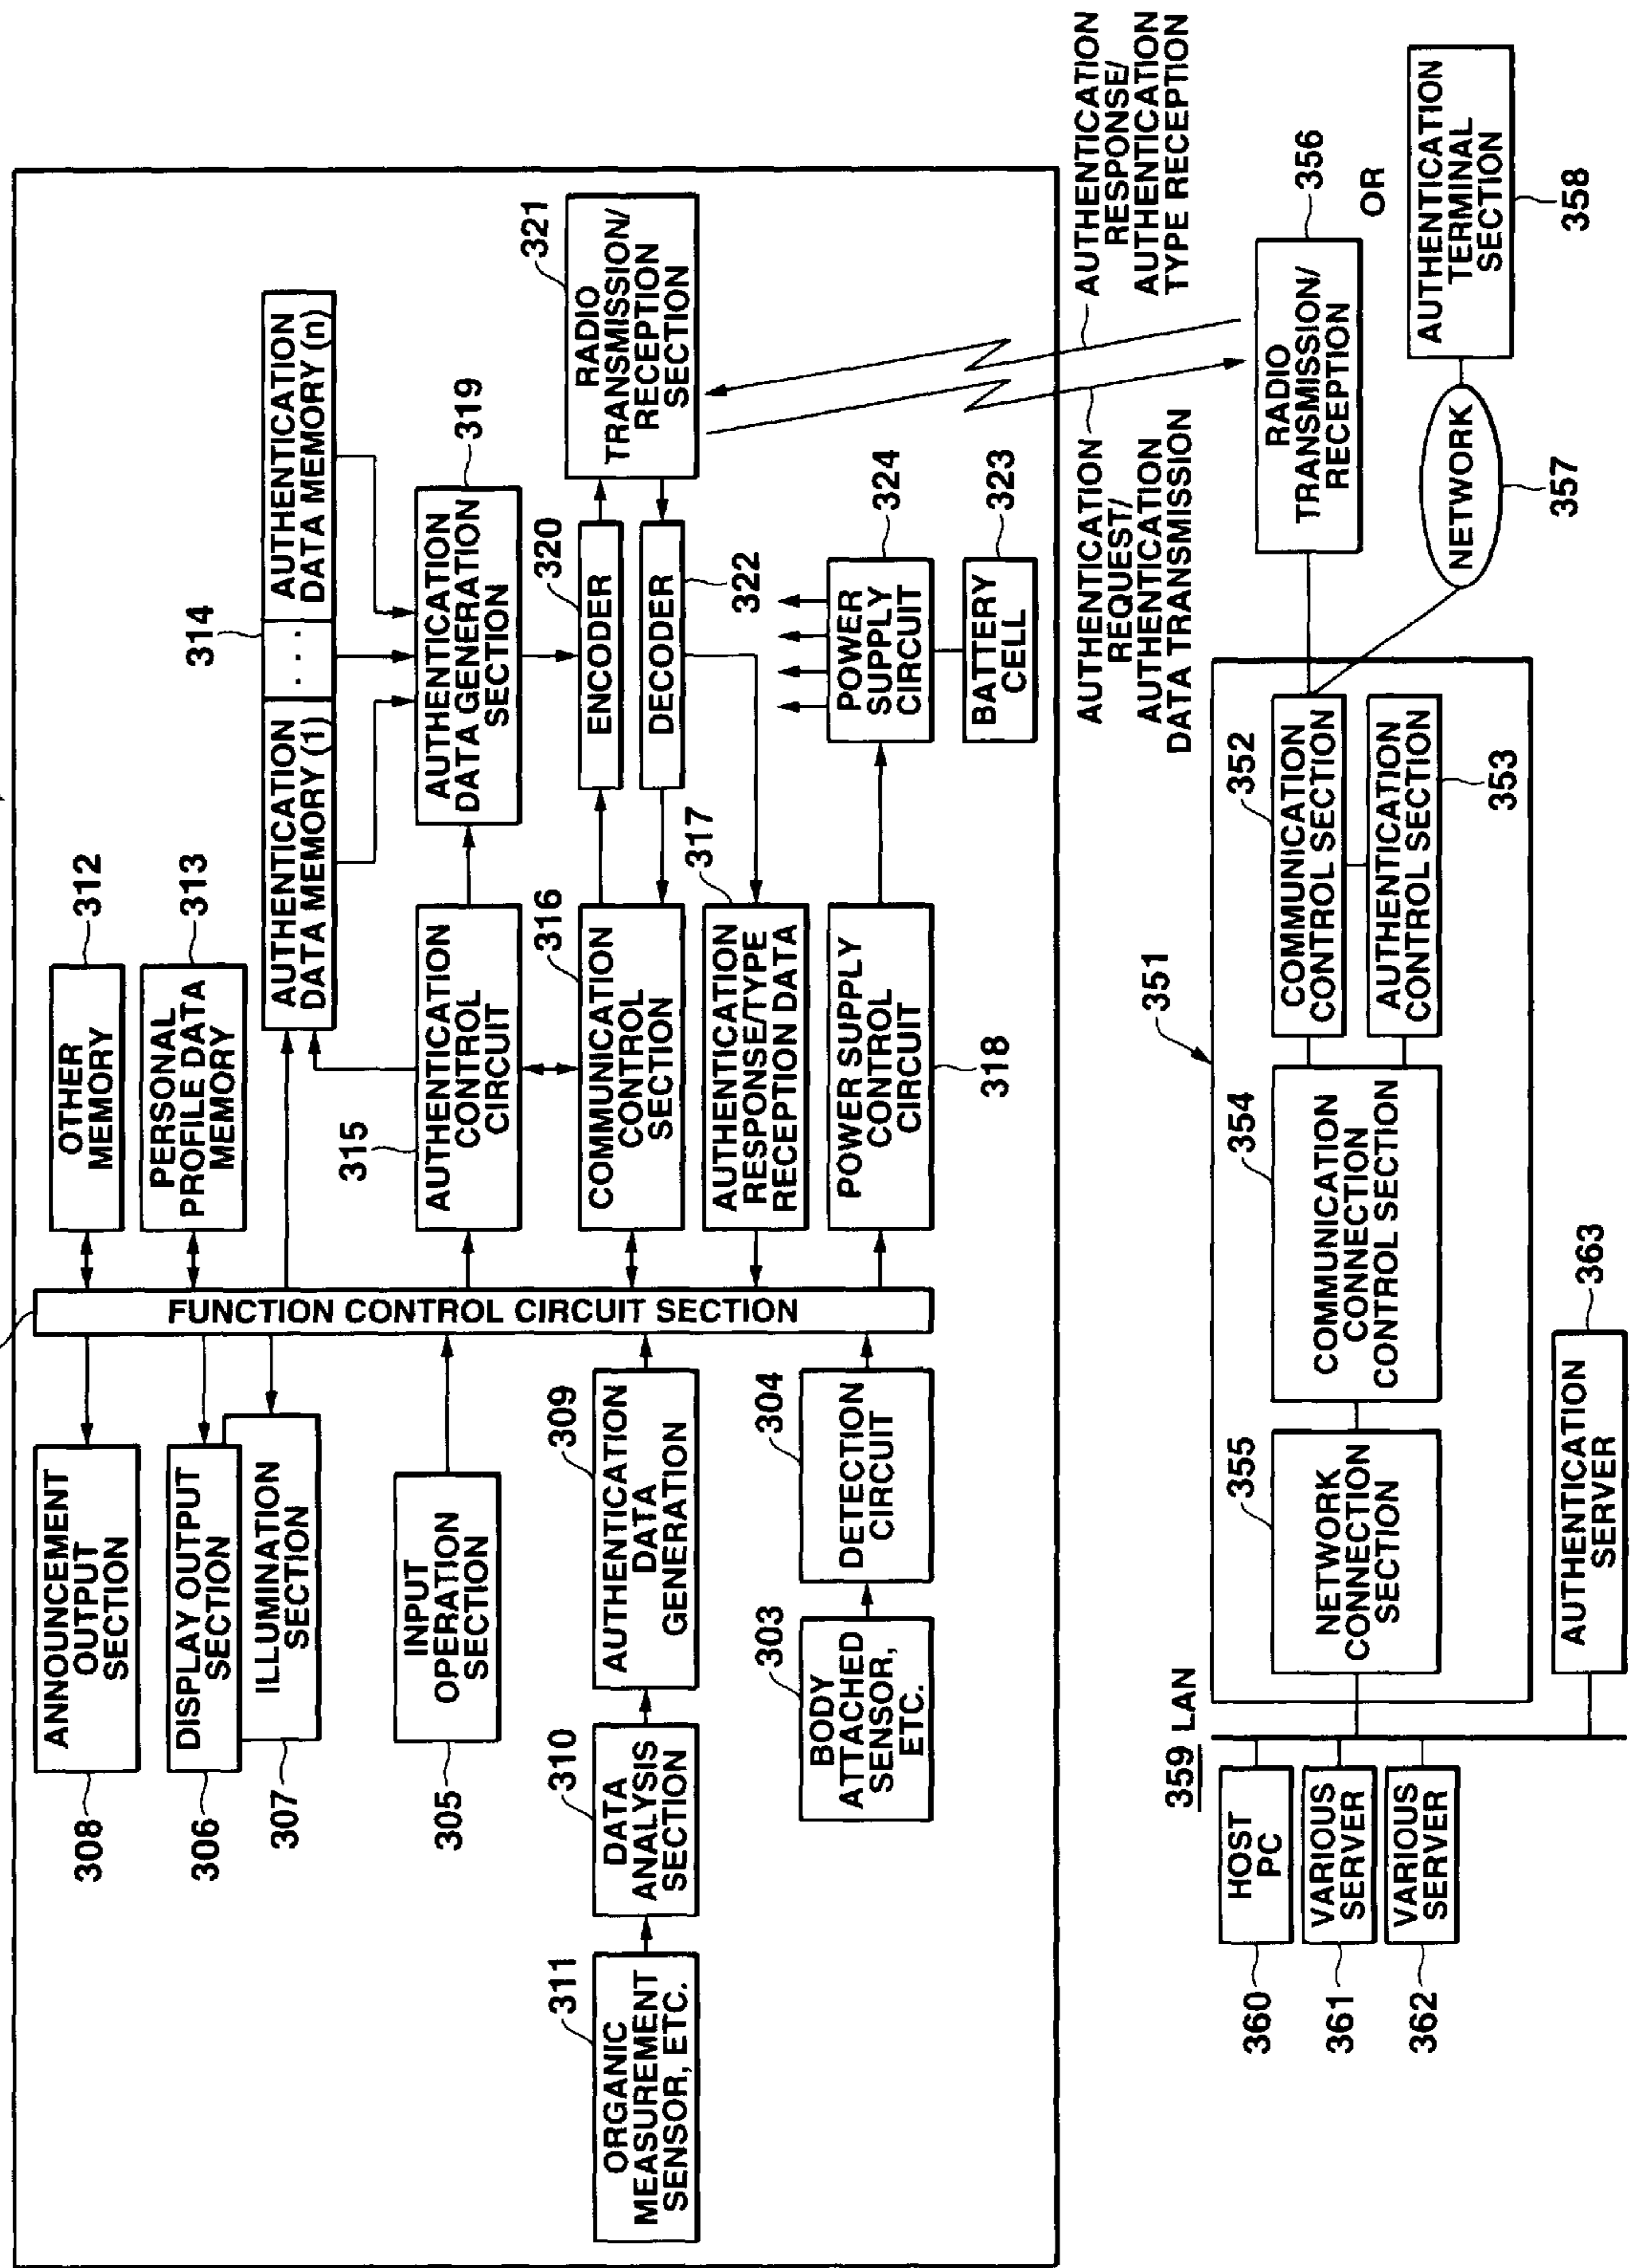 308
ANNOUNCEMENT
OUTPUT
SECTION
306
DISPLAY OUTPUT
SECTION
307
ILLUMINATION
SECTION
305
INPUT
OPERATION
SECTION
311
ORGANIC
MEASUREMENT
SENSOR, ETC.
310
DATA
ANALYSIS
SECTION
309
AUTHENTICATION
DATA
GENERATION
303
BODY
ATTACHED
SENSOR,
ETC.
304
DETECTION
CIRCUIT
FUNCTION CONTROL CIRCUIT SECTION
OTHER
MEMORY
312
PERSONAL
PROFILE DATA
MEMORY
313
314
AUTHENTICATION
DATA MEMORY (1)
. . .
AUTHENTICATION
DATA MEMORY (n)
315
AUTHENTICATION
CONTROL
CIRCUIT
AUTHENTICATION
DATA GENERATION
SECTION
319
316
COMMUNICATION
CONTROL
SECTION
320
ENCODER
DECODER
322
321
RADIO
TRANSMISSION/
RECEPTION
SECTION
317
AUTHENTICATION
RESPONSE/TYPE
RECEPTION DATA
POWER SUPPLY
CONTROL
CIRCUIT
318
POWER
SUPPLY
CIRCUIT
324
BATTERY
CELL
323
AUTHENTICATION
REQUEST/
AUTHENTICATION
DATA TRANSMISSION
AUTHENTICATION
RESPONSE/
AUTHENTICATION
TYPE RECEPTION
359 LAN
360
HOST
PC
361
VARIOUS
SERVER
362
VARIOUS
SERVER
351
355
NETWORK
CONNECTION
SECTION
354
COMMUNICATION
CONNECTION
CONTROL SECTION
352
COMMUNICATION
CONTROL SECTION
AUTHENTICATION
CONTROL SECTION
353
RADIO
TRANSMISSION/
RECEPTION
356
OR
NETWORK
357
AUTHENTICATION
TERMINAL
SECTION
358
AUTHENTICATION
SERVER
363